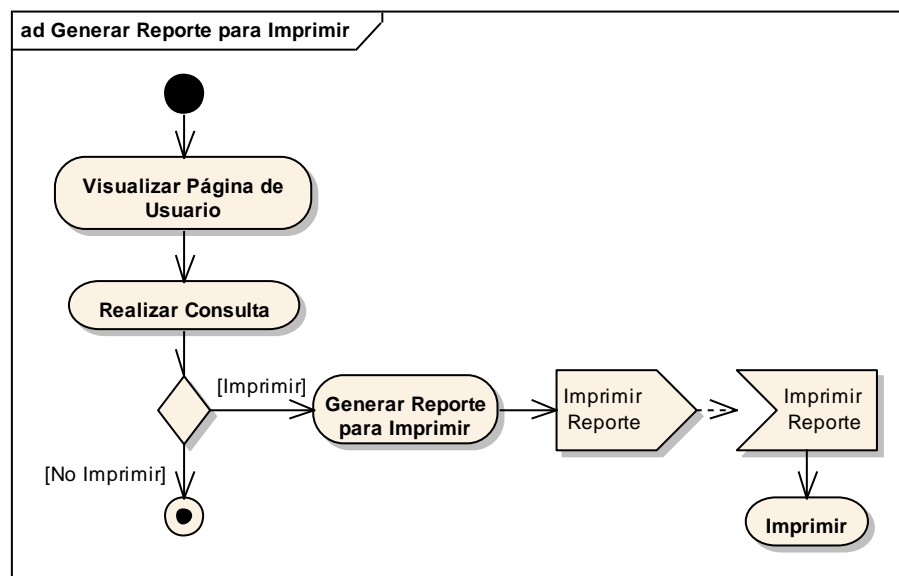 ad Generar Reporte para Imprimir
Visualizar Página de
Usuario
Realizar Consulta
[Imprimir]
Generar Reporte
para Imprimir
Imprimir
Reporte
Imprimir
Reporte
[No Imprimir]
Imprimir